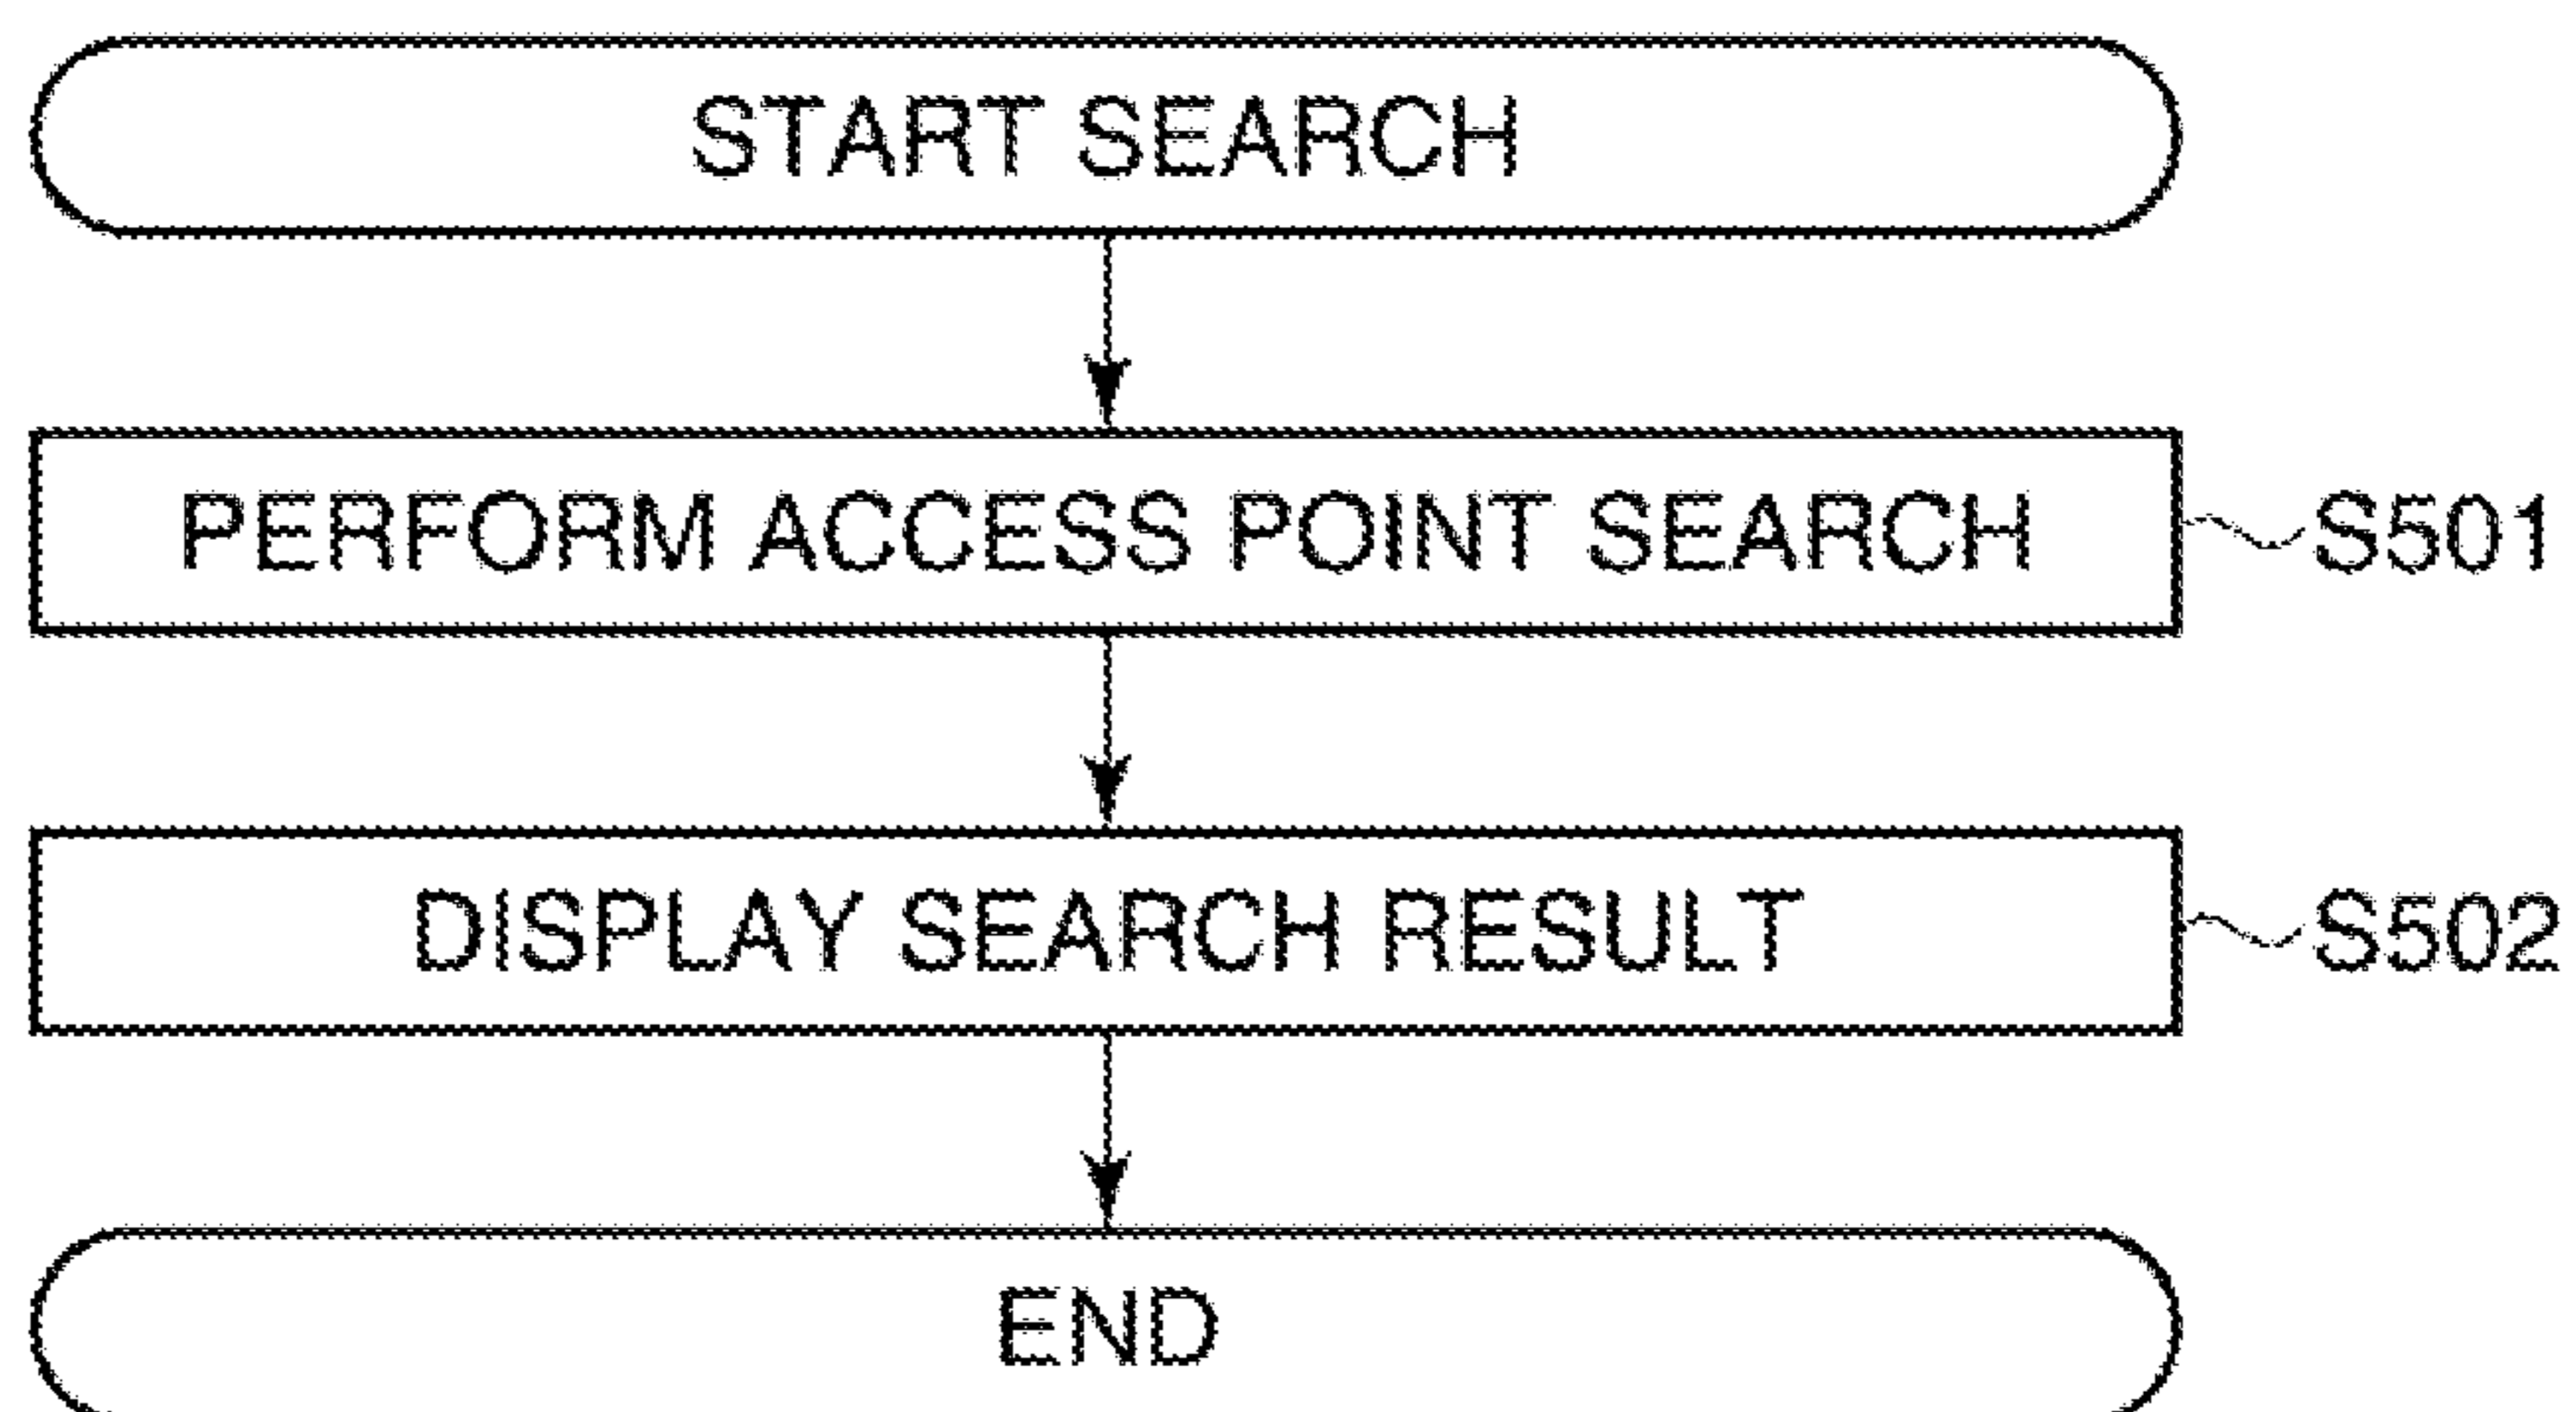 START SEARCH
PERFORM ACCESS POINT SEARCH S501
DISPLAY SEARCH RESULT S502
END